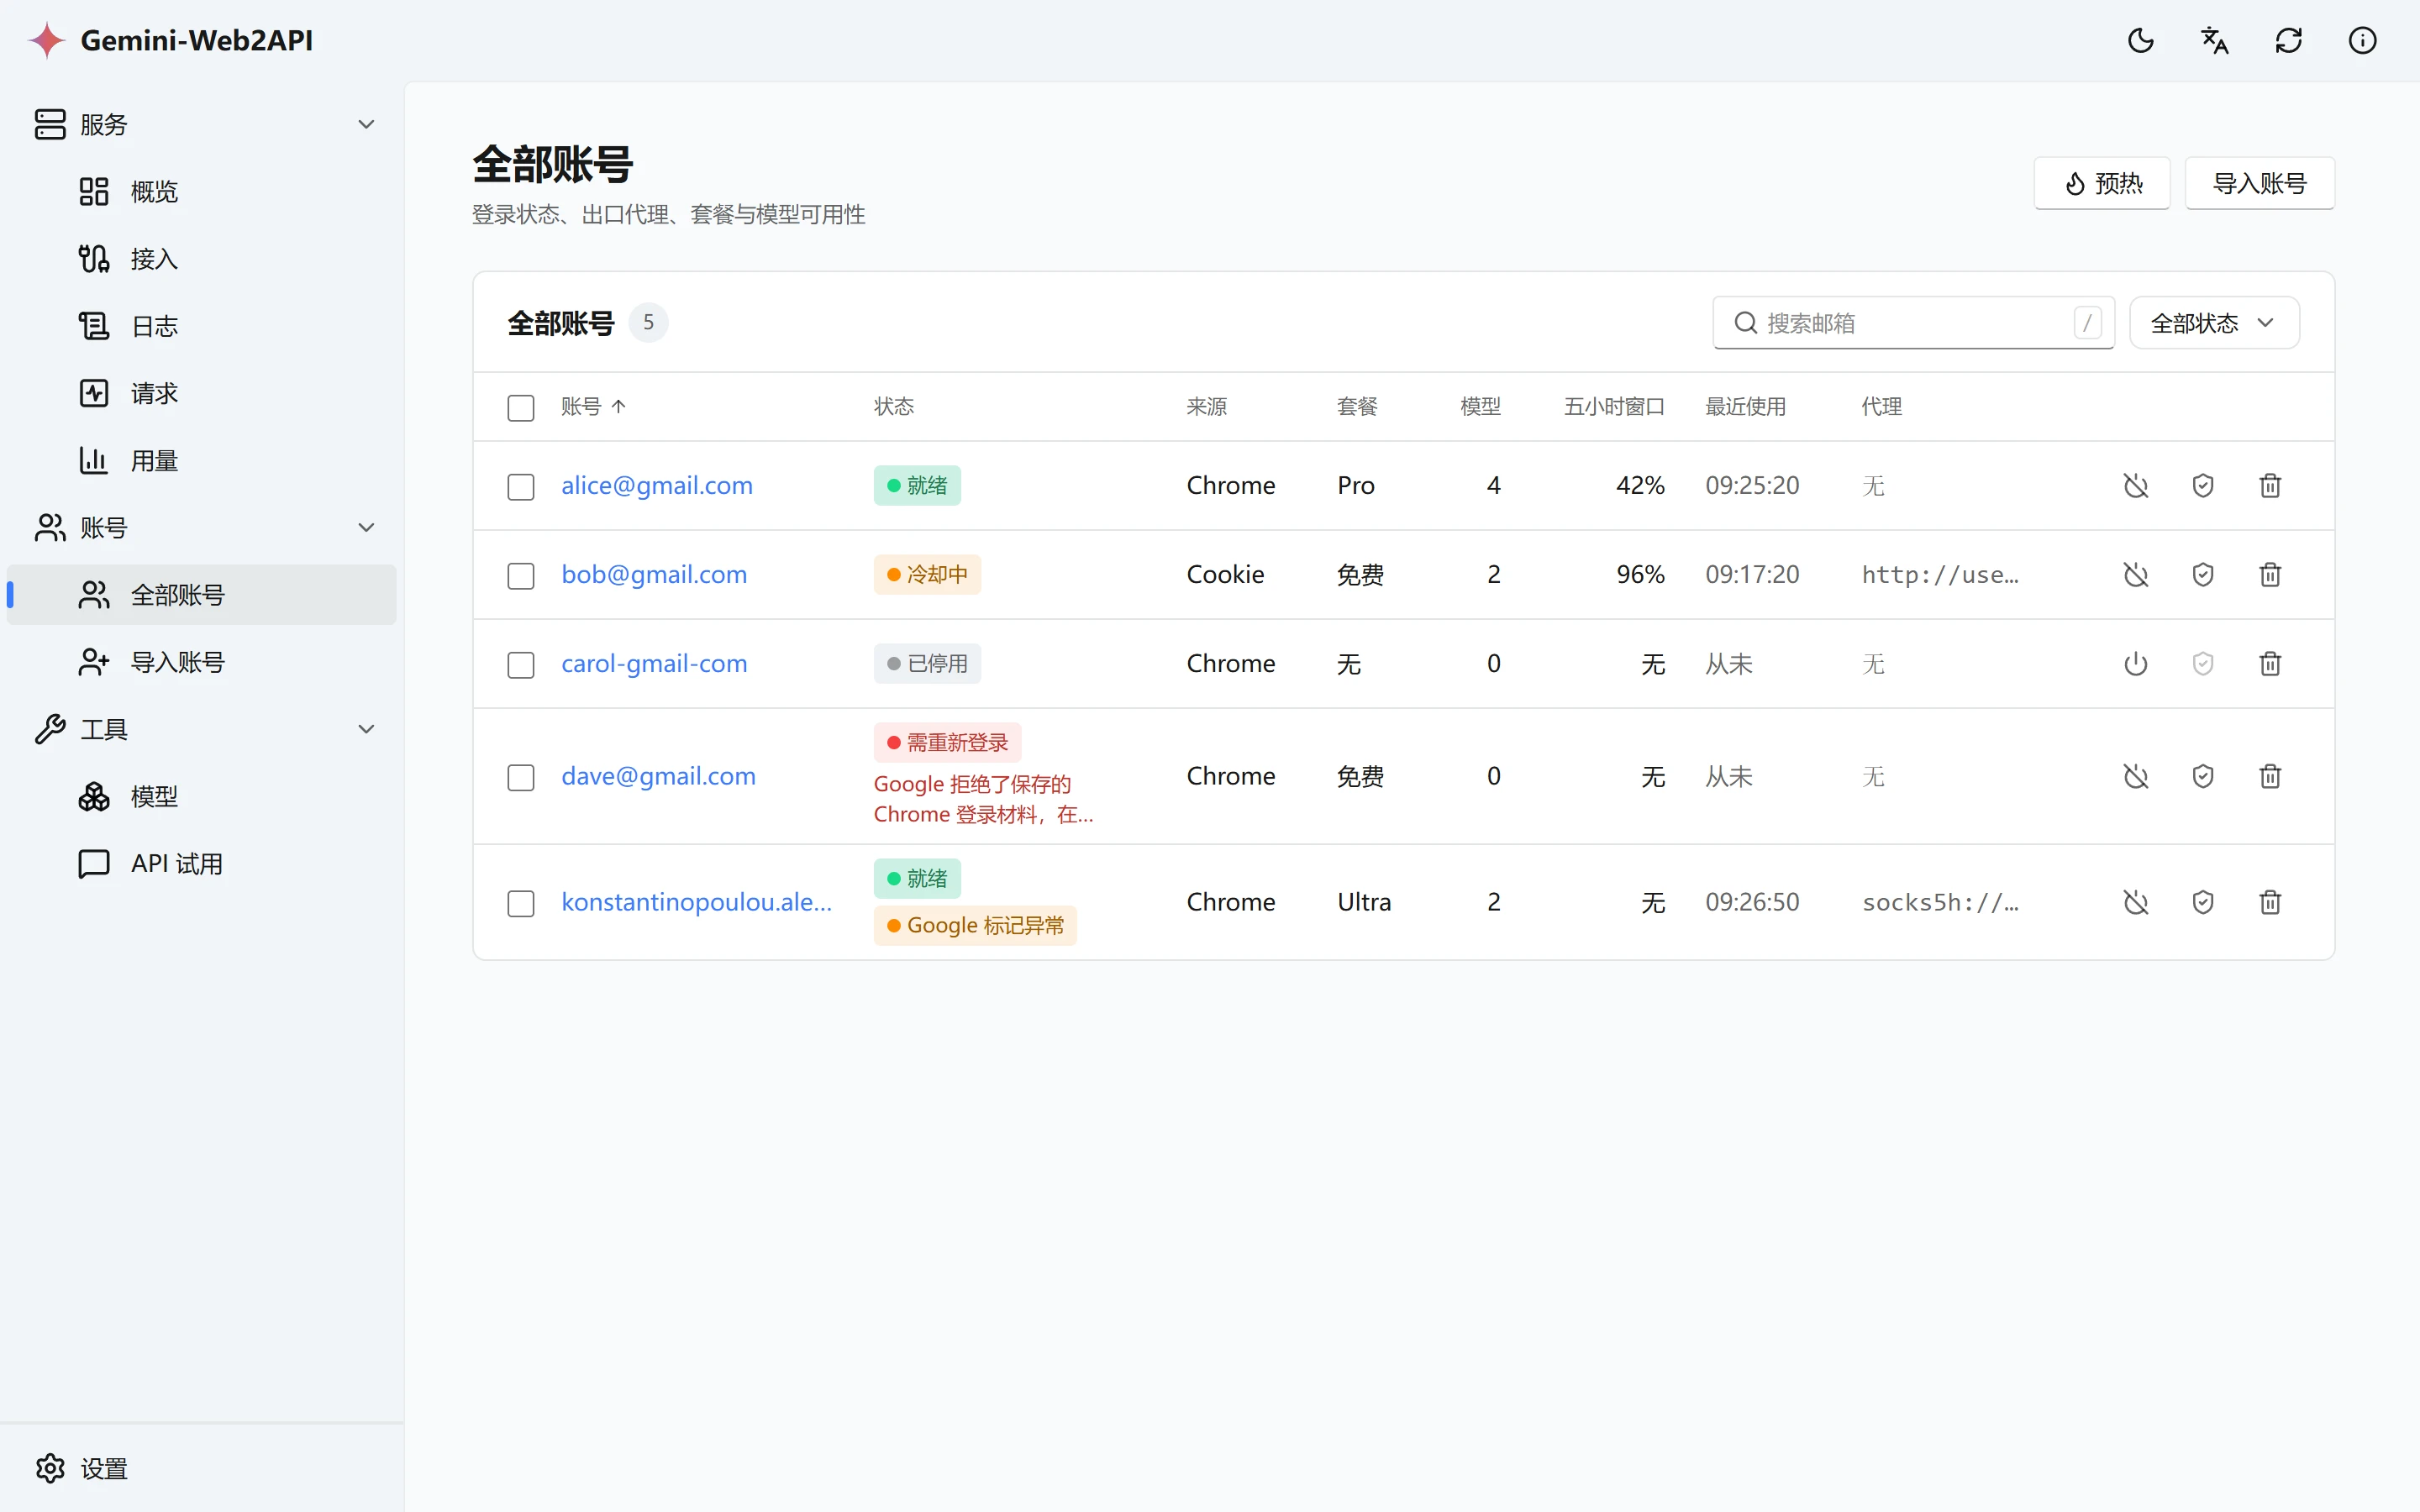 Gemini-Web2API
服务
概览
接入
日志
请求
用量
账号
全部账号
导入账号
工具
模型
API 试用
设置
全部账号
登录状态、出口代理、套餐与模型可用性
预热
导入账号
全部账号 5
搜索邮箱 /
全部状态
账号 状态 来源 套餐 模型 五小时窗口 最近使用 代理
alice@gmail.com 就绪 Chrome Pro 4 42% 09:25:20 无
bob@gmail.com 冷却中 Cookie 免费 2 96% 09:17:20 http://use…
carol-gmail-com 已停用 Chrome 无 0 无 从未 无
dave@gmail.com 需重新登录 Chrome 免费 0 无 从未 无
Google 拒绝了保存的
Chrome 登录材料，在…
konstantinopoulou.ale… 就绪 Chrome Ultra 2 无 09:26:50 socks5h://…
Google 标记异常